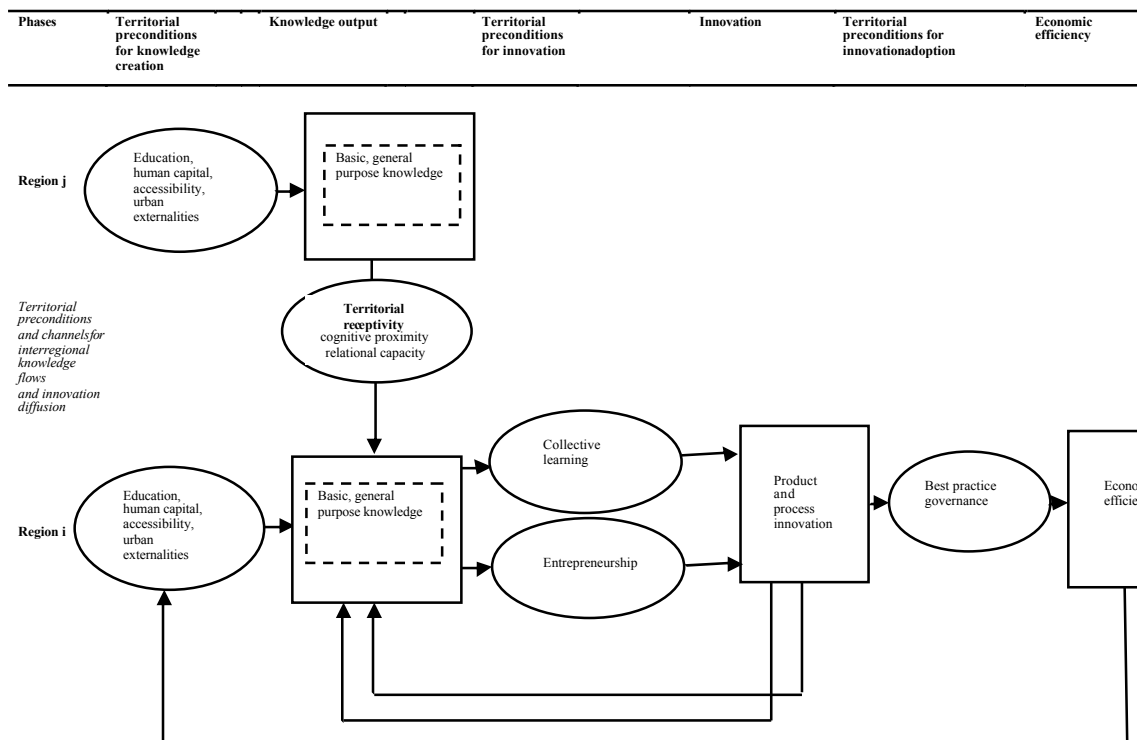 Phases
Territorial
preconditions
for knowledge
creation
Knowledge output
Territorial
preconditions
for innovation
Innovation
Territorial
preconditions for
innovationadoption
Economic
efficiency
Region j
Education,
human capital,
accessibility,
urban
externalities
Basic, general
purpose knowledge
Territorial
preconditions
and channelsfor
interregional
knowledge
flows
and innovation
diffusion
Territorial
receptivity
cognitive proximity
relational capacity
Region i
Education,
human capital,
accessibility,
urban
externalities
Basic, general
purpose knowledge
Collective
learning
Entrepreneurship
Product
and
process
innovation
Best practice
governance
Econo
efficie